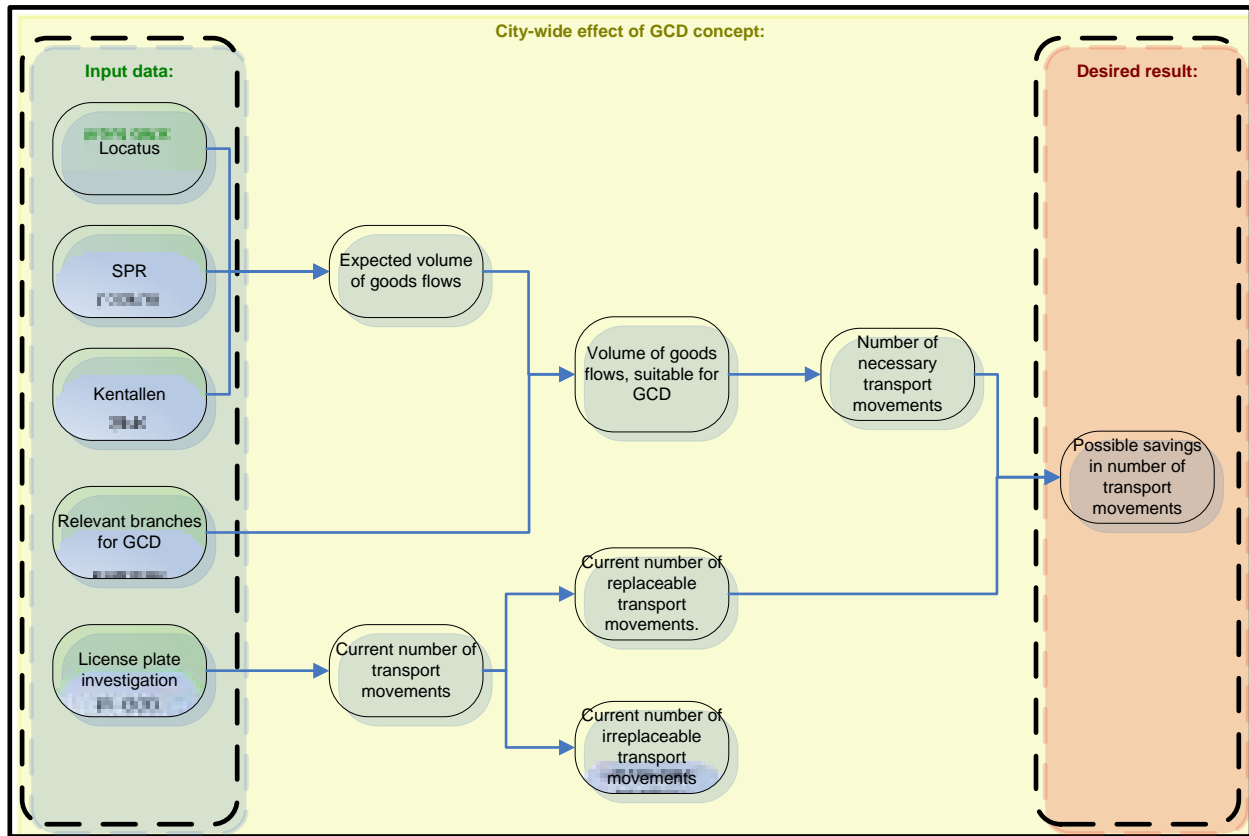 City-wide effect of GCD concept:
Input data:
Desired result:
Locatus
SPR
Kentallen
Relevant branches
for GCD
License plate
investigation
Expected volume
of goods flows
Current number of
transport
movements
Volume of goods
flows, suitable for
GCD
Current number of
replaceable
transport
movements.
Current number of
irreplaceable
transport
movements
Number of
necessary
transport
movements
Possible savings
in number of
transport
movements